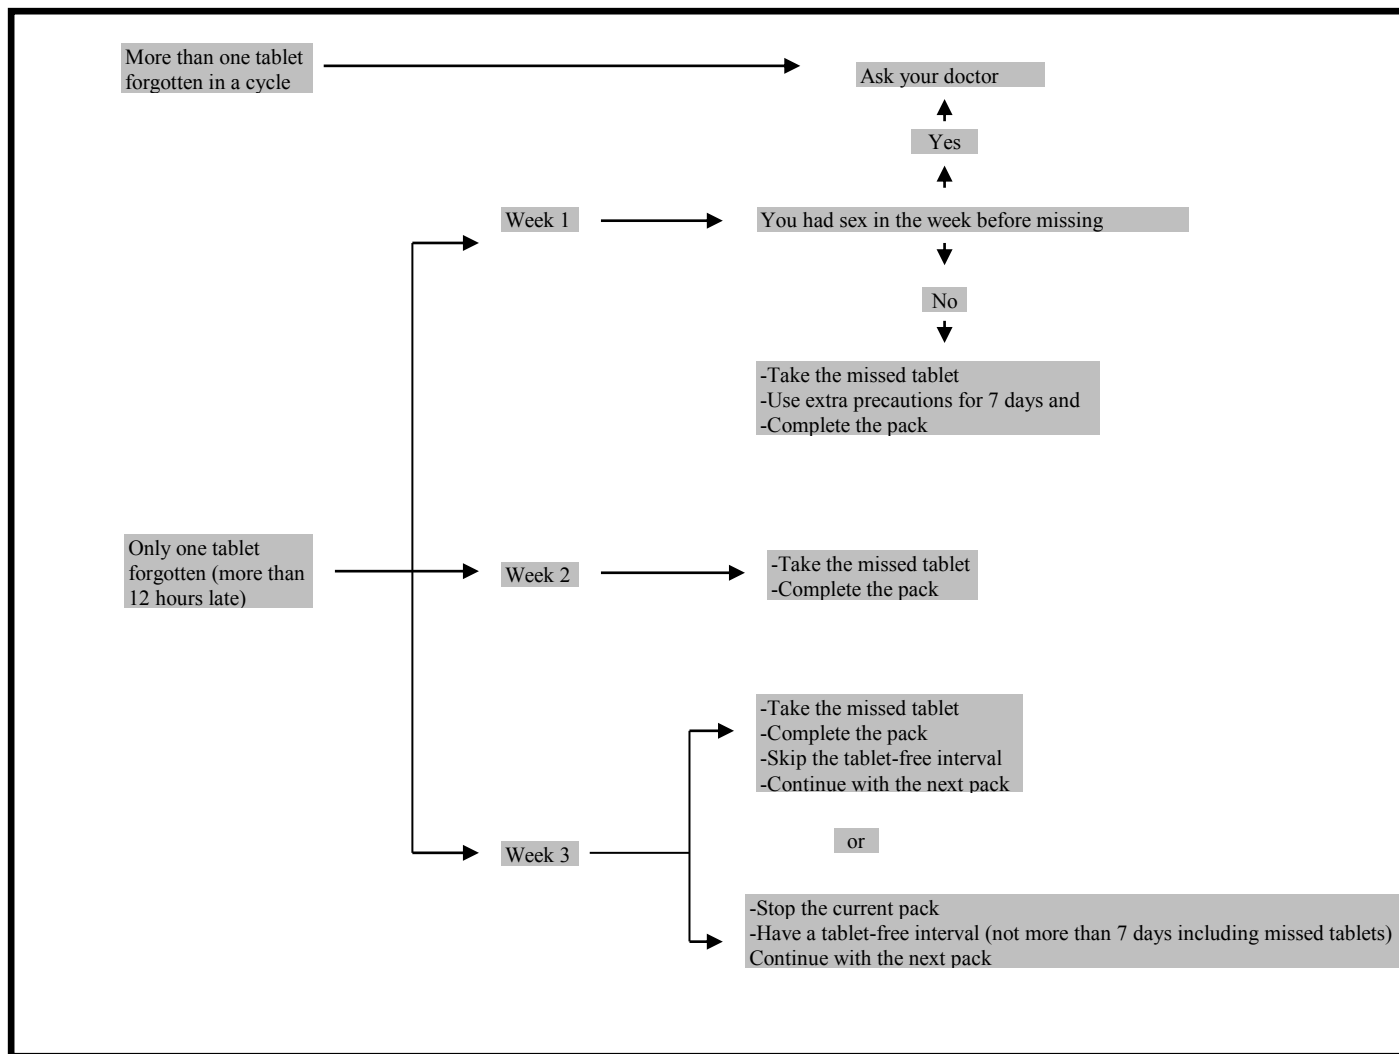 More than one tablet
forgotten in a cycle
Ask your doctor
Yes
Week 1
You had sex in the week before missing
No
-Take the missed tablet
-Use extra precautions for 7 days and
-Complete the pack
Only one tablet
forgotten (more than
12 hours late)
Week 2
-Take the missed tablet
-Complete the pack
-Take the missed tablet
-Complete the pack
-Skip the tablet-free interval
-Continue with the next pack
or
Week 3
-Stop the current pack
-Have a tablet-free interval (not more than 7 days including missed tablets)
Continue with the next pack